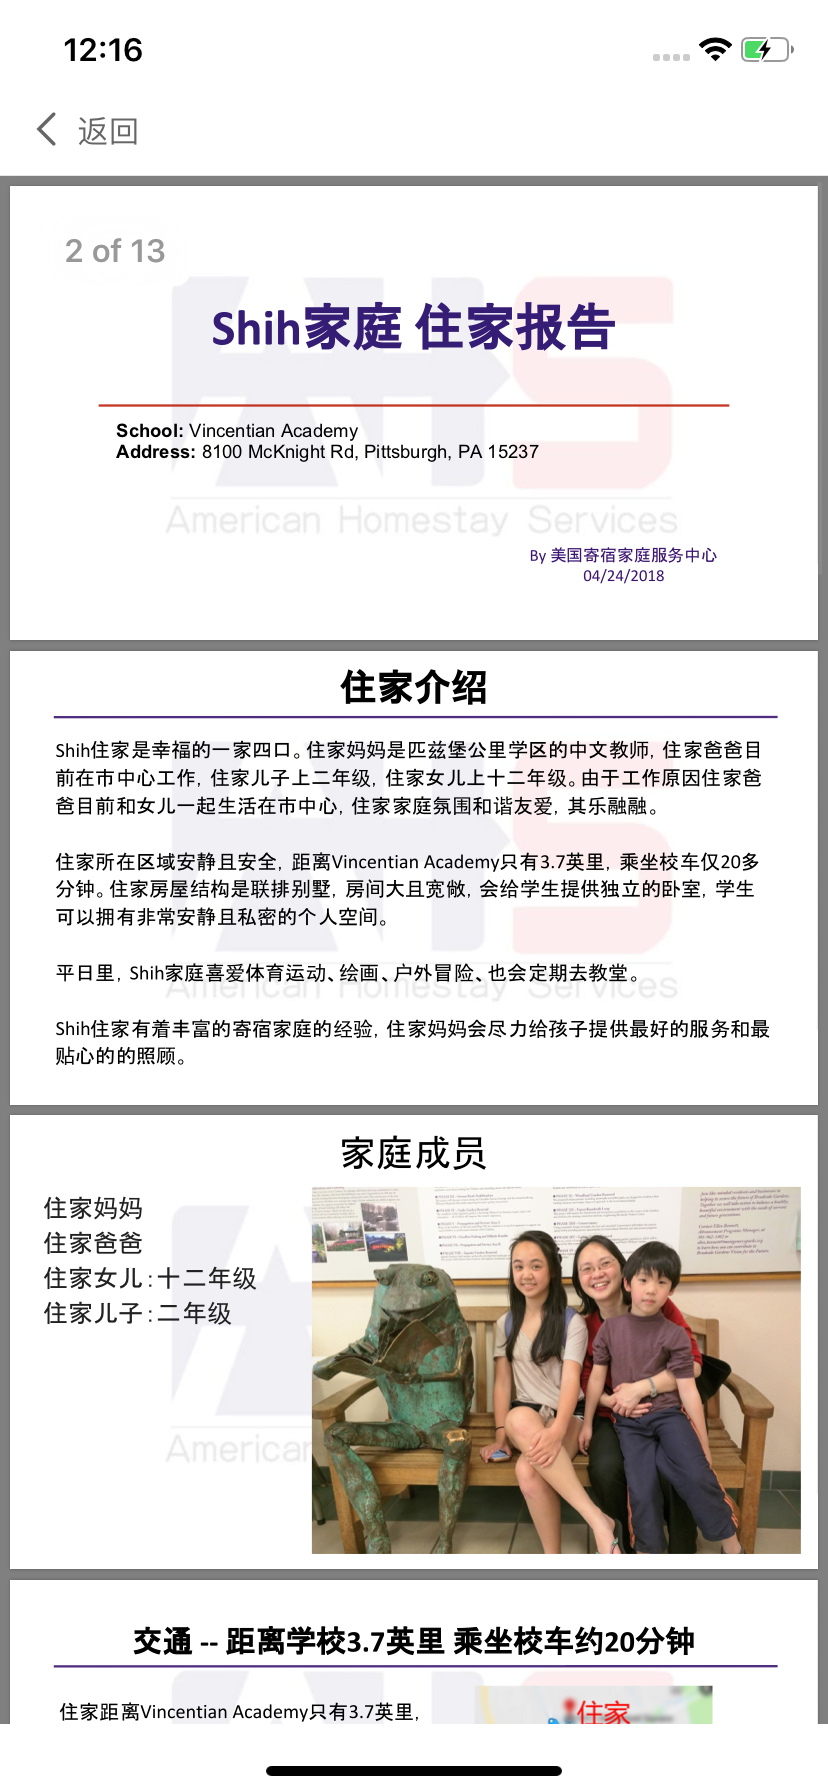 12:16
返回
2 of 13
Shih家庭 住家报告
School: Vincentian Academy
Address: 8100 McKnight Rd, Pittsburgh, PA 15237
American Homestay Services
By 美国寄宿家庭服务中心
04/24/2018
住家介绍
Shih住家是幸福的一家四口。住家妈妈是匹兹堡公里学区的中文教师, 住家爸爸目
前在市中心工作, 住家儿子上二年级, 住家女儿上十二年级。由于工作原因住家爸
爸目前和女儿一起生活在市中心, 住家家庭氛围和谐友爱, 其乐融融。
住家所在区域安静且安全, 距离Vincentian Academy只有3.7英里, 乘坐校车仅20多
分钟。住家房屋结构是联排别墅, 房间大且宽敞, 会给学生提供独立的卧室, 学生
可以拥有非常安静且私密的个人空间。
平日里, Shih家庭喜爱体育运动、绘画、户外冒险、也会定期去教堂。
American Homestay Services
Shih住家有着丰富的寄宿家庭的经验, 住家妈妈会尽力给孩子提供最好的服务和最
贴心的的照顾。
家庭成员
住家妈妈
住家爸爸
住家女儿:十二年级
住家儿子:二年级
American
交通 -- 距离学校3.7英里 乘坐校车约20分钟
住家距离Vincentian Academy只有3.7英里,
住家